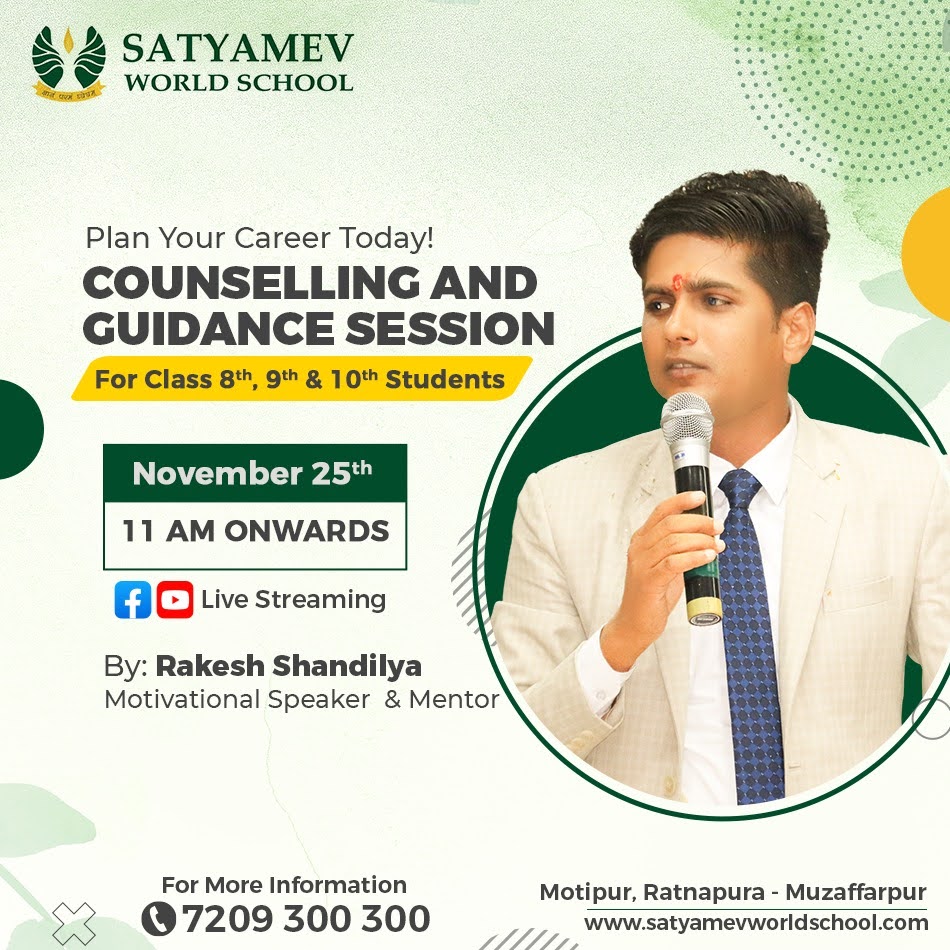 SATYAMEV
WORLD SCHOOL
Plan Your Career Today!
COUNSELLING AND
GUIDANCE SESSION
For Class 8th, 9th & 10th Students
November 25th
11 AM ONWARDS
Live Streaming
By: Rakesh Shandilya
Motivational Speaker & Mentor
For More Information
7209 300 300
Motipur, Ratnapura - Muzaffarpur
www.satyamevworldschool.com